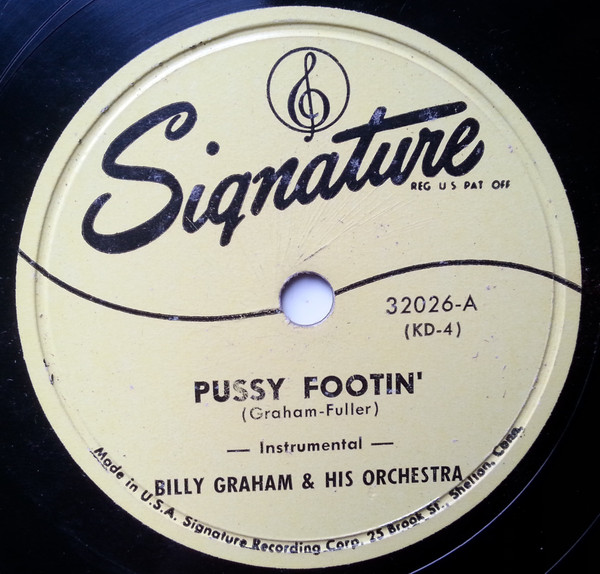 Signature
REG U S PAT OFF
32026-A
(KD-4)
PUSSY FOOTIN'
(Graham-Fuller)
— Instrumental —
BILLY GRAHAM & HIS ORCHESTRA
Made in U.S.A. Signature Recording Corp. 25 Brook St., Shelton, Conn.